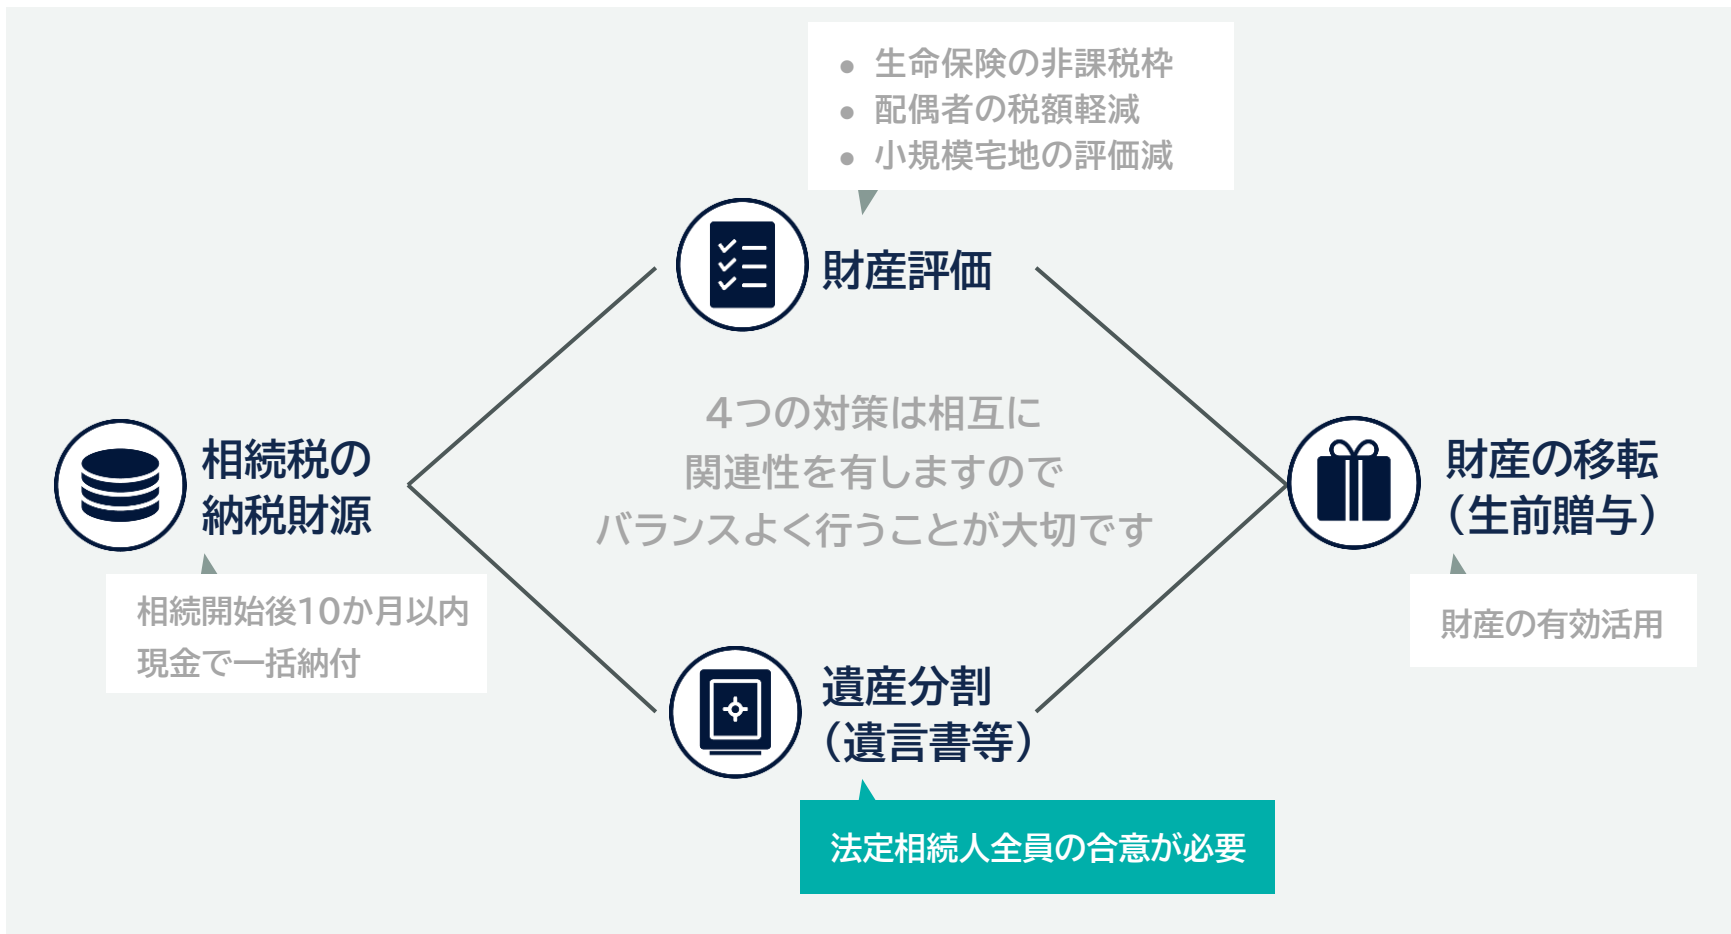 ● 生命保険の非課税枠
● 配偶者の税額軽減
● 小規模宅地の評価減
財産評価
4つの対策は相互に
関連性を有しますので
バランスよく行うことが大切です
相続税の
納税財源
相続開始後10か月以内
現金で一括納付
財産の移転
（生前贈与）
財産の有効活用
遺産分割
（遺言書等）
法定相続人全員の合意が必要